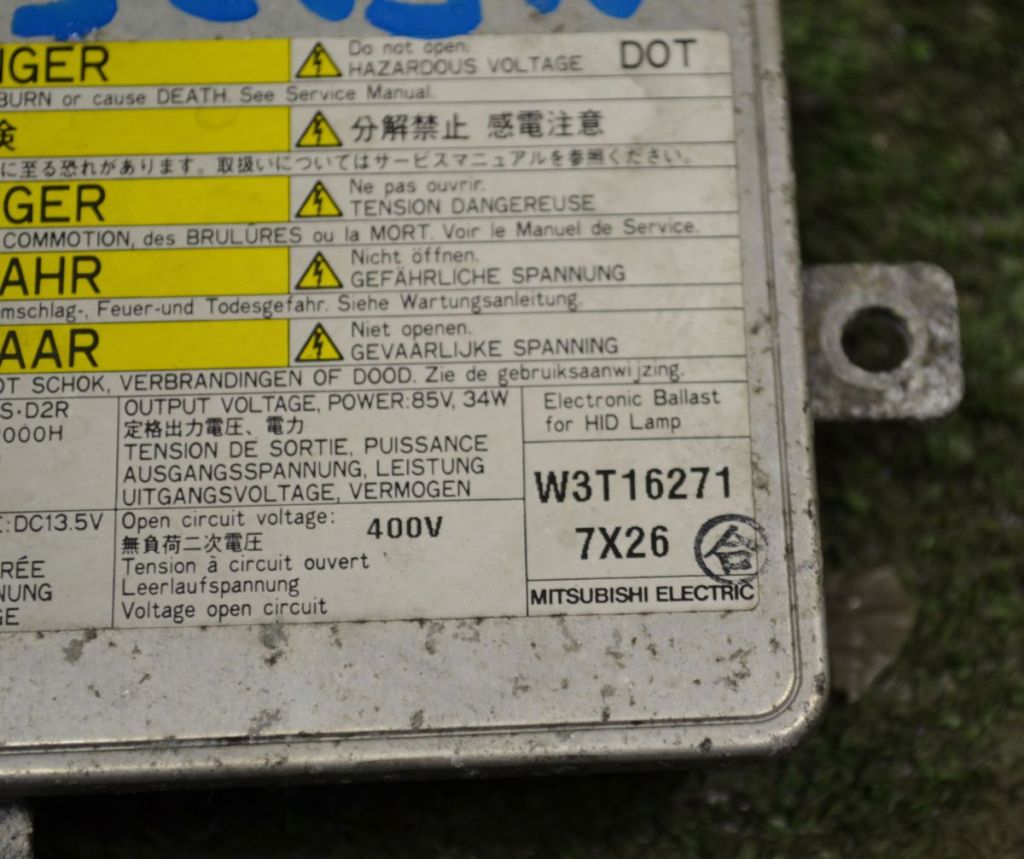 NGER
Do not open.
HAZARDOUS VOLTAGE
DOT
BURN or cause DEATH. See Service Manual.
険
分解禁止 感電注意
に至る恐れがあります。取扱いについてはサービスマニュアルを参照ください。
GER
Ne pas ouvrir.
TENSION DANGEREUSE
COMMOTION, des BRULÛRES ou la MORT. Voir le Manuel de Service.
AHR
Nicht öffnen.
GEFÄHRLICHE SPANNUNG
mschlag-, Feuer-und Todesgefahr. Siehe Wartungsanleitung.
AAR
Niet openen.
GEVAARLIJKE SPANNING
OT SCHOK, VERBRANDINGEN OF DOOD. Zie de gebruiksaanwijzing.
S·D2R
000H
OUTPUT VOLTAGE, POWER:85V, 34W
定格出力電圧、電力
TENSION DE SORTIE, PUISSANCE
AUSGANGSSPANNUNG, LEISTUNG
UITGANGSVOLTAGE, VERMOGEN
Electronic Ballast
for HID Lamp
W3T16271
7X26
合
MITSUBISHI ELECTRIC
E:DC13.5V
RÉE
NUNG
GE
Open circuit voltage:
400V
無負荷二次電圧
Tension à circuit ouvert
Leerlaufspannung
Voltage open circuit